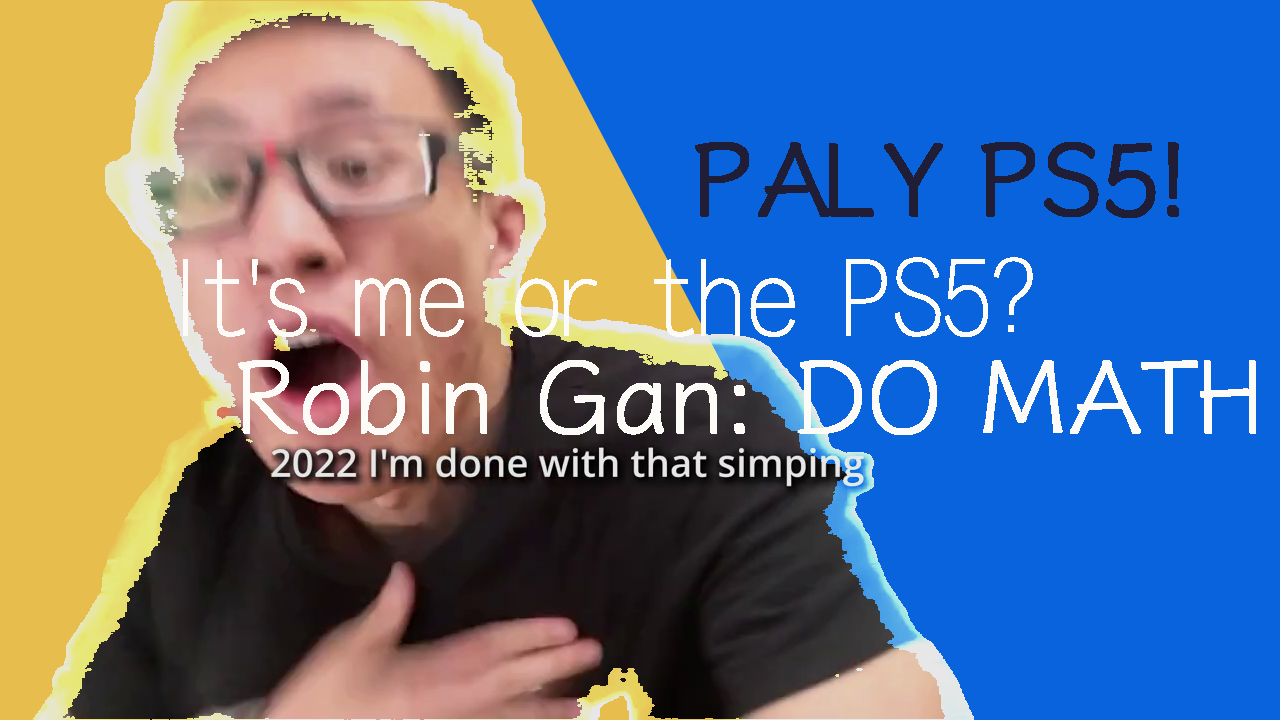 PALY PS5!
It's me or the PS5?
Robin Gan: DO MATH
2022 I'm done with that simping